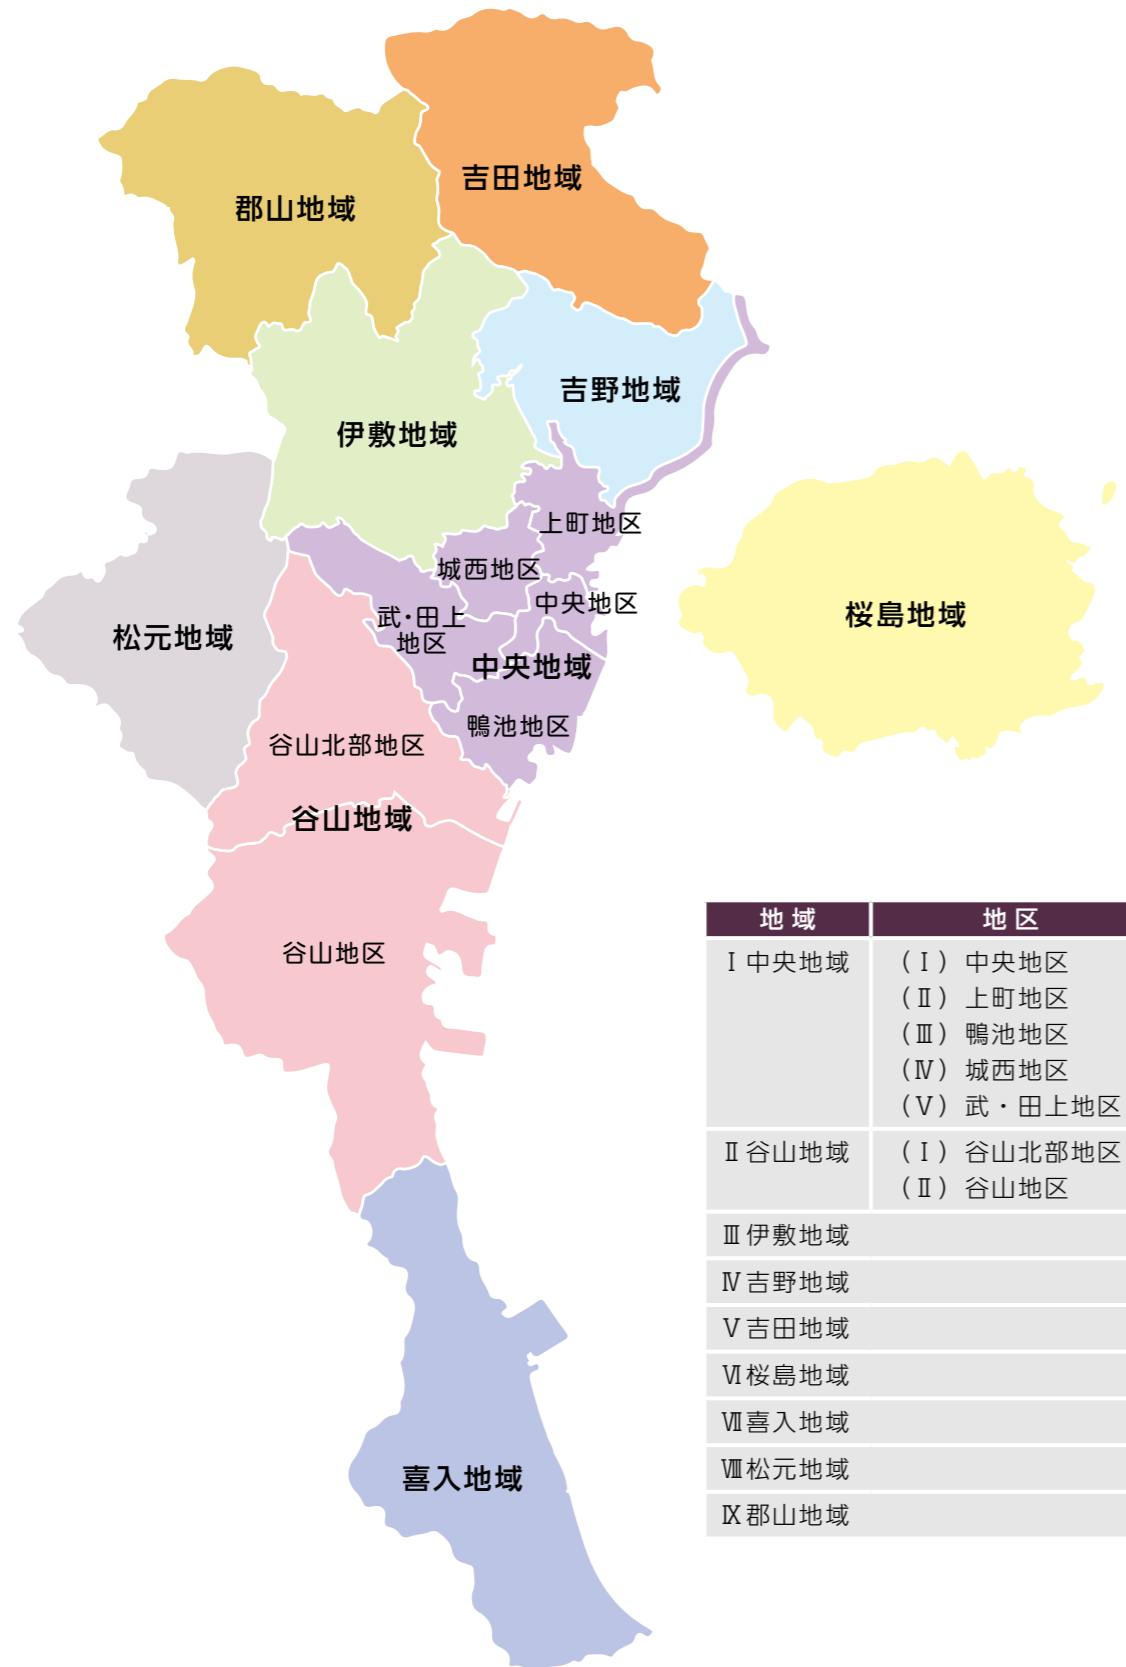 吉田地域
郡山地域
吉野地域
伊敷地域
上町地区
城西地区
中央地区
武・田上
地区
桜島地域
松元地域
中央地域
鴨池地区
谷山北部地区
谷山地域
谷山地区
喜入地域
地域 地区
Ⅰ中央地域 （Ⅰ）中央地区
（Ⅱ）上町地区
（Ⅲ）鴨池地区
（Ⅳ）城西地区
（Ⅴ）武・田上地区
Ⅱ谷山地域 （Ⅰ）谷山北部地区
（Ⅱ）谷山地区
Ⅲ伊敷地域
Ⅳ吉野地域
Ⅴ吉田地域
Ⅵ桜島地域
Ⅶ喜入地域
Ⅷ松元地域
Ⅸ郡山地域